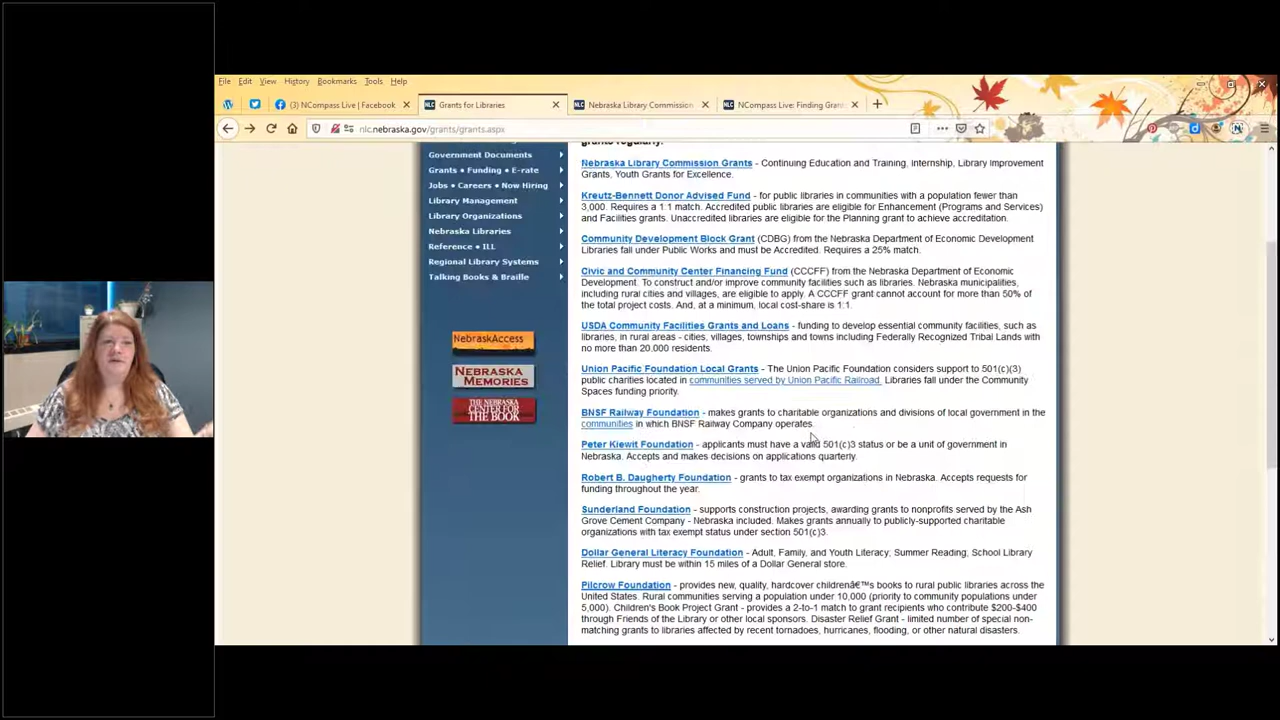 File Edit View History Bookmarks Tools Help
(3) NCompass Live | Facebook
Grants for Libraries
Nebraska Library Commission
NCompass Live: Finding Grant
nlc.nebraska.gov/grants/grants.aspx
Government Documents
Grants • Funding • E-rate
Jobs • Careers • Now Hiring
Library Management
Library Organizations
Nebraska Libraries
Reference • ILL
Regional Library Systems
Talking Books & Braille
NebraskAccess
NEBRASKA
MEMORIES
THE NEBRASKA
CENTER FOR
THE BOOK
grants regularly.
Nebraska Library Commission Grants - Continuing Education and Training, Internship, Library Improvement
Grants, Youth Grants for Excellence.
Kreutz-Bennett Donor Advised Fund - for public libraries in communities with a population fewer than
3,000. Requires a 1:1 match. Accredited public libraries are eligible for Enhancement (Programs and Services)
and Facilities grants. Unaccredited libraries are eligible for the Planning grant to achieve accreditation.
Community Development Block Grant (CDBG) from the Nebraska Department of Economic Development
Libraries fall under Public Works and must be Accredited. Requires a 25% match.
Civic and Community Center Financing Fund (CCCFF) from the Nebraska Department of Economic
Development. To construct and/or improve community facilities such as libraries. Nebraska municipalities,
including rural cities and villages, are eligible to apply. A CCCFF grant cannot account for more than 50% of
the total project costs. And, at a minimum, local cost-share is 1:1.
USDA Community Facilities Grants and Loans - funding to develop essential community facilities, such as
libraries, in rural areas - cities, villages, townships and towns including Federally Recognized Tribal Lands with
no more than 20,000 residents.
Union Pacific Foundation Local Grants - The Union Pacific Foundation considers support to 501(c)(3)
public charities located in communities served by Union Pacific Railroad. Libraries fall under the Community
Spaces funding priority.
BNSF Railway Foundation - makes grants to charitable organizations and divisions of local government in the
communities in which BNSF Railway Company operates.
Peter Kiewit Foundation - applicants must have a valid 501(c)3 status or be a unit of government in
Nebraska. Accepts and makes decisions on applications quarterly.
Robert B. Daugherty Foundation - grants to tax exempt organizations in Nebraska. Accepts requests for
funding throughout the year.
Sunderland Foundation - supports construction projects, awarding grants to nonprofits served by the Ash
Grove Cement Company - Nebraska included. Makes grants annually to publicly-supported charitable
organizations with tax exempt status under section 501(c)3.
Dollar General Literacy Foundation - Adult, Family, and Youth Literacy, Summer Reading, School Library
Relief. Library must be within 15 miles of a Dollar General store.
Pilcrow Foundation - provides new, quality, hardcover childrenâ€™s books to rural public libraries across the
United States. Rural communities serving a population under 10,000 (priority to community populations under
5,000). Children's Book Project Grant - provides a 2-to-1 match to grant recipients who contribute $200-$400
through Friends of the Library or other local sponsors. Disaster Relief Grant - limited number of special non-
matching grants to libraries affected by recent tornadoes, hurricanes, flooding, or other natural disasters.